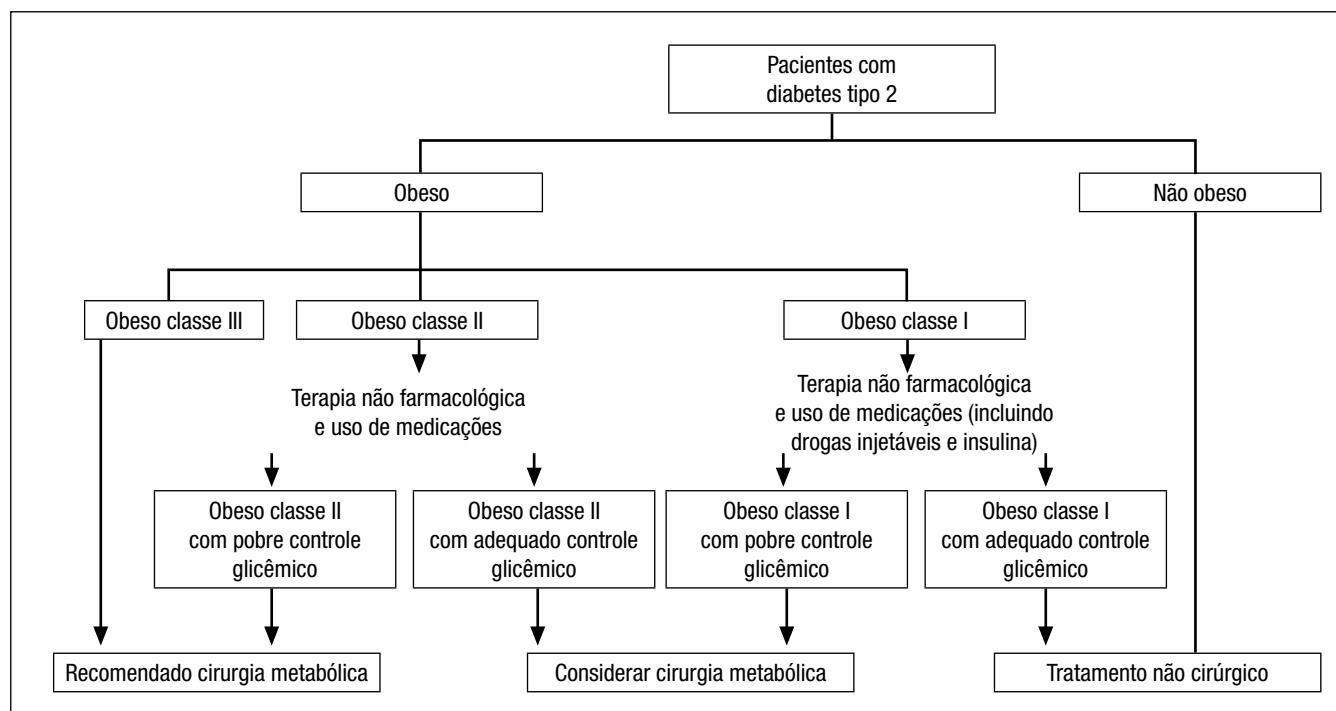 Pacientes com
diabetes tipo 2
Obeso
Não obeso
Obeso classe III
Obeso classe II
Obeso classe I
Terapia não farmacológica
e uso de medicações
Terapia não farmacológica
e uso de medicações (incluindo
drogas injetáveis e insulina)
Obeso classe II
com pobre controle
glicêmico
Obeso classe II
com adequado controle
glicêmico
Obeso classe I
com pobre controle
glicêmico
Obeso classe I
com adequado controle
glicêmico
Recomendado cirurgia metabólica
Considerar cirurgia metabólica
Tratamento não cirúrgico